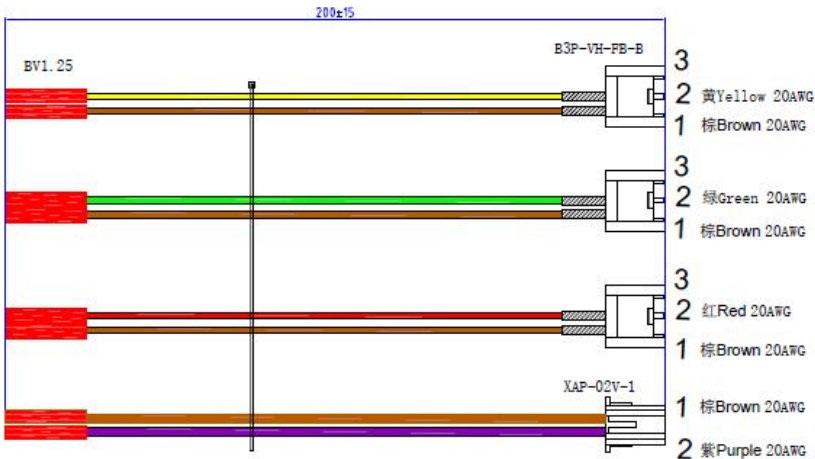 200±15
BV1.25
B3P-VH-FB-B
3
2 黄Yellow 20AWG
1 棕Brown 20AWG
3
2 绿Green 20AWG
1 棕Brown 20AWG
3
2 红Red 20AWG
1 棕Brown 20AWG
XAP-02V-1
1 棕Brown 20AWG
2 紫Purple 20AWG